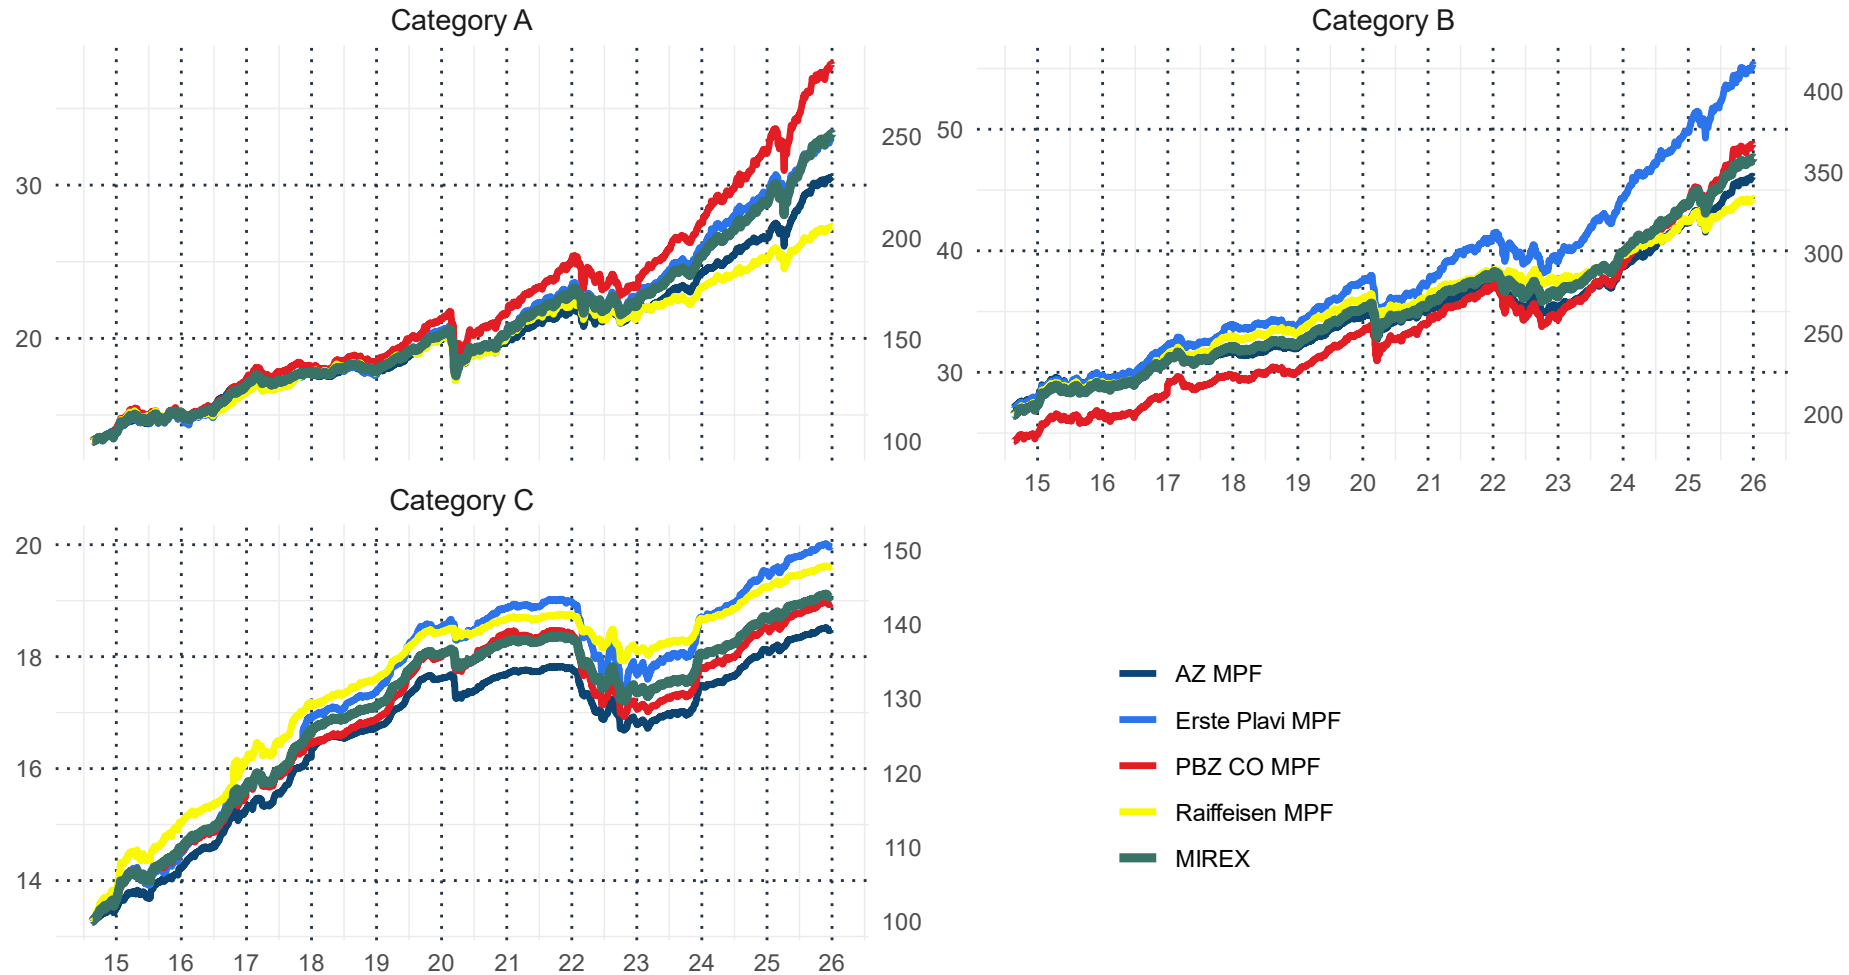 Category A
Category B
30
20
250
200
150
100
50
40
30
400
350
300
250
200
15 16 17 18 19 20 21 22 23 24 25 26
Category C
20
18
16
14
150
140
130
120
110
100
15 16 17 18 19 20 21 22 23 24 25 26
AZ MPF
Erste Plavi MPF
PBZ CO MPF
Raiffeisen MPF
MIREX